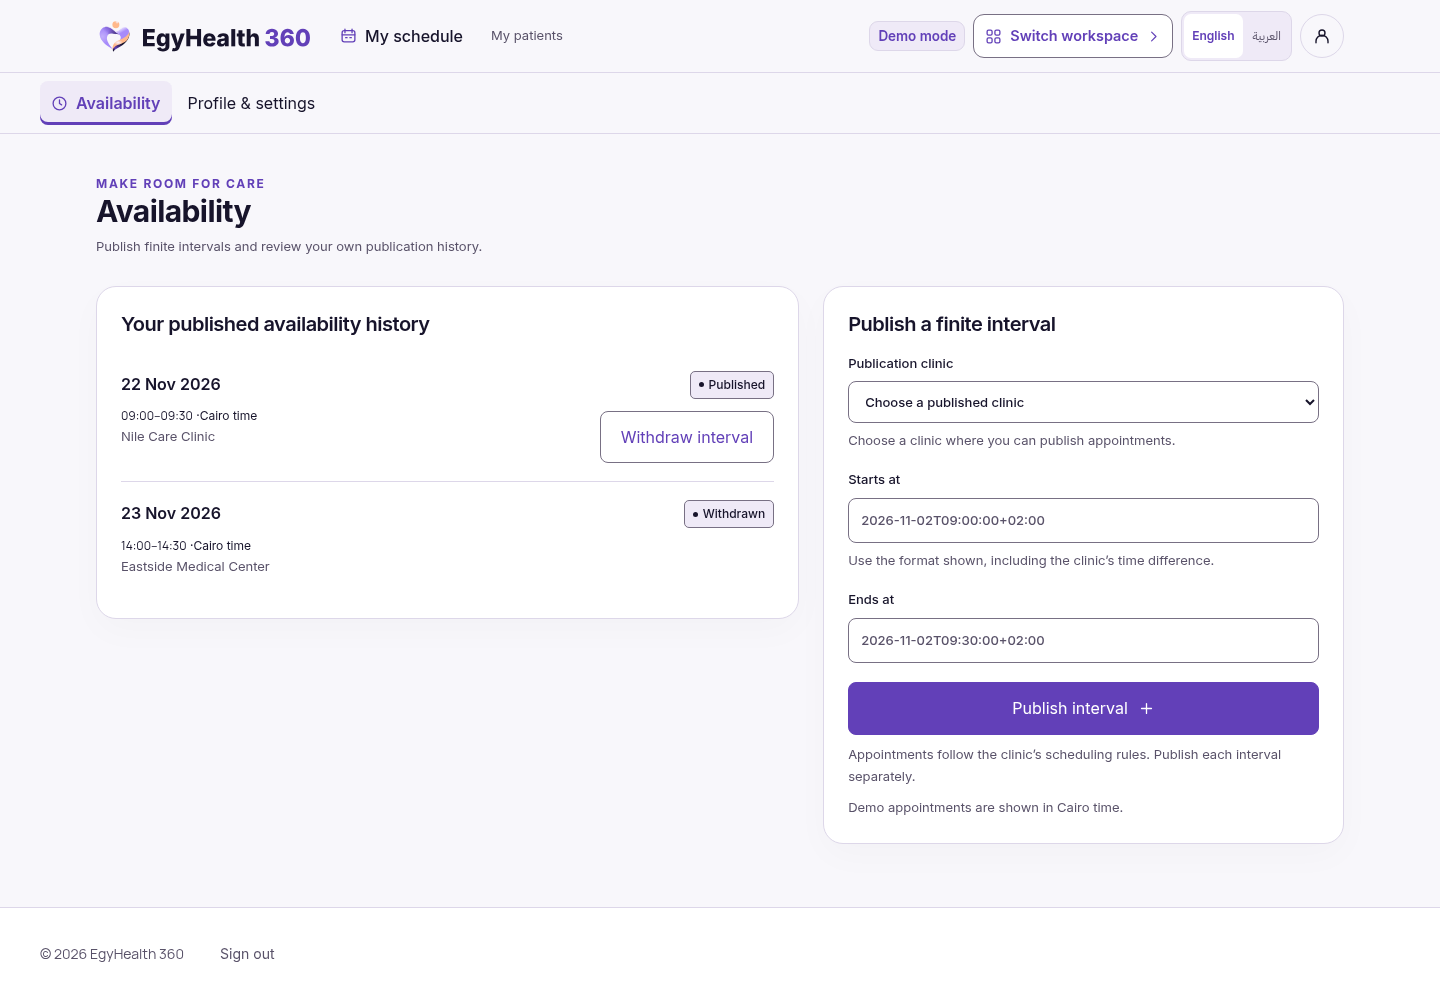 EgyHealth 360
My schedule
My patients
Demo mode
Switch workspace
English
العربية
Availability
Profile & settings
MAKE ROOM FOR CARE
Availability
Publish finite intervals and review your own publication history.
Your published availability history
22 Nov 2026
Published
09:00–09:30 ·Cairo time
Nile Care Clinic
Withdraw interval
23 Nov 2026
Withdrawn
14:00–14:30 ·Cairo time
Eastside Medical Center
Publish a finite interval
Publication clinic
Choose a published clinic
Choose a clinic where you can publish appointments.
Starts at
2026-11-02T09:00:00+02:00
Use the format shown, including the clinic’s time difference.
Ends at
2026-11-02T09:30:00+02:00
Publish interval +
Appointments follow the clinic’s scheduling rules. Publish each interval
separately.
Demo appointments are shown in Cairo time.
© 2026 EgyHealth 360
Sign out